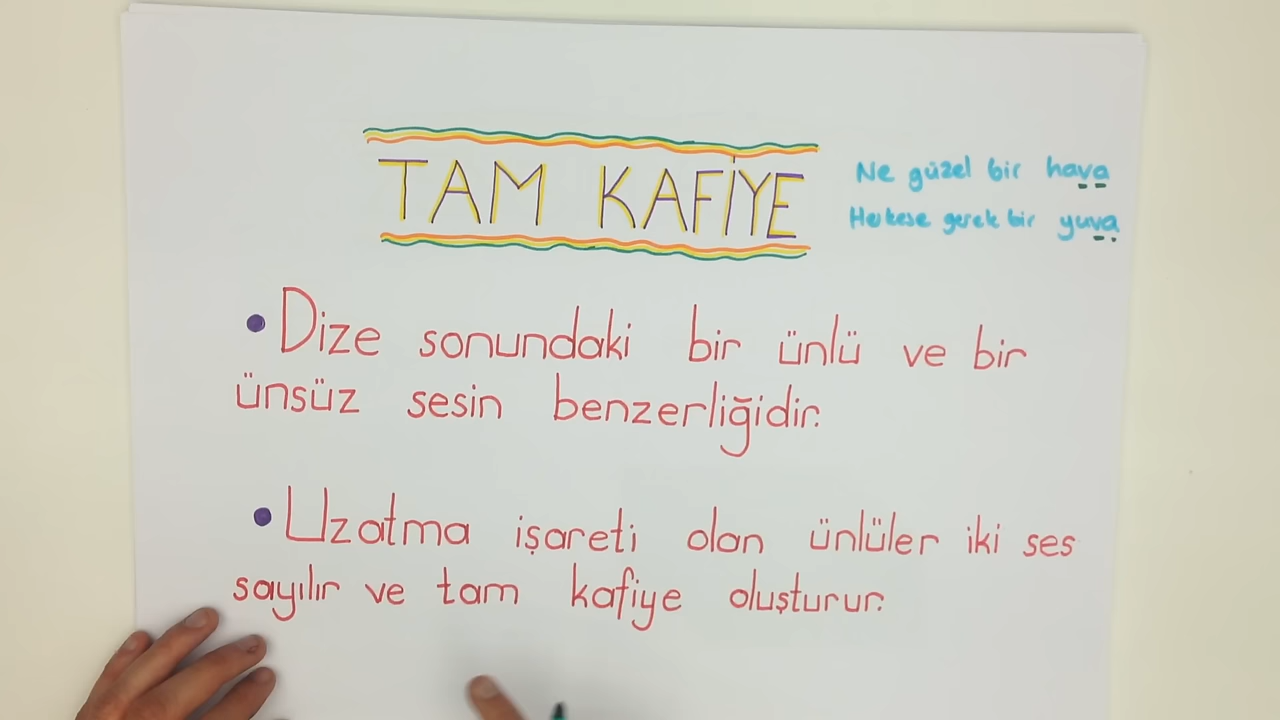 TAM KAFİYE
Ne güzel bir hava
Herkese gerek bir yuva
• Dize sonundaki bir ünlü ve bir
ünsüz sesin benzerliğidir.
• Uzatma işareti olan ünlüler iki ses
sayılır ve tam kafiye oluşturur.